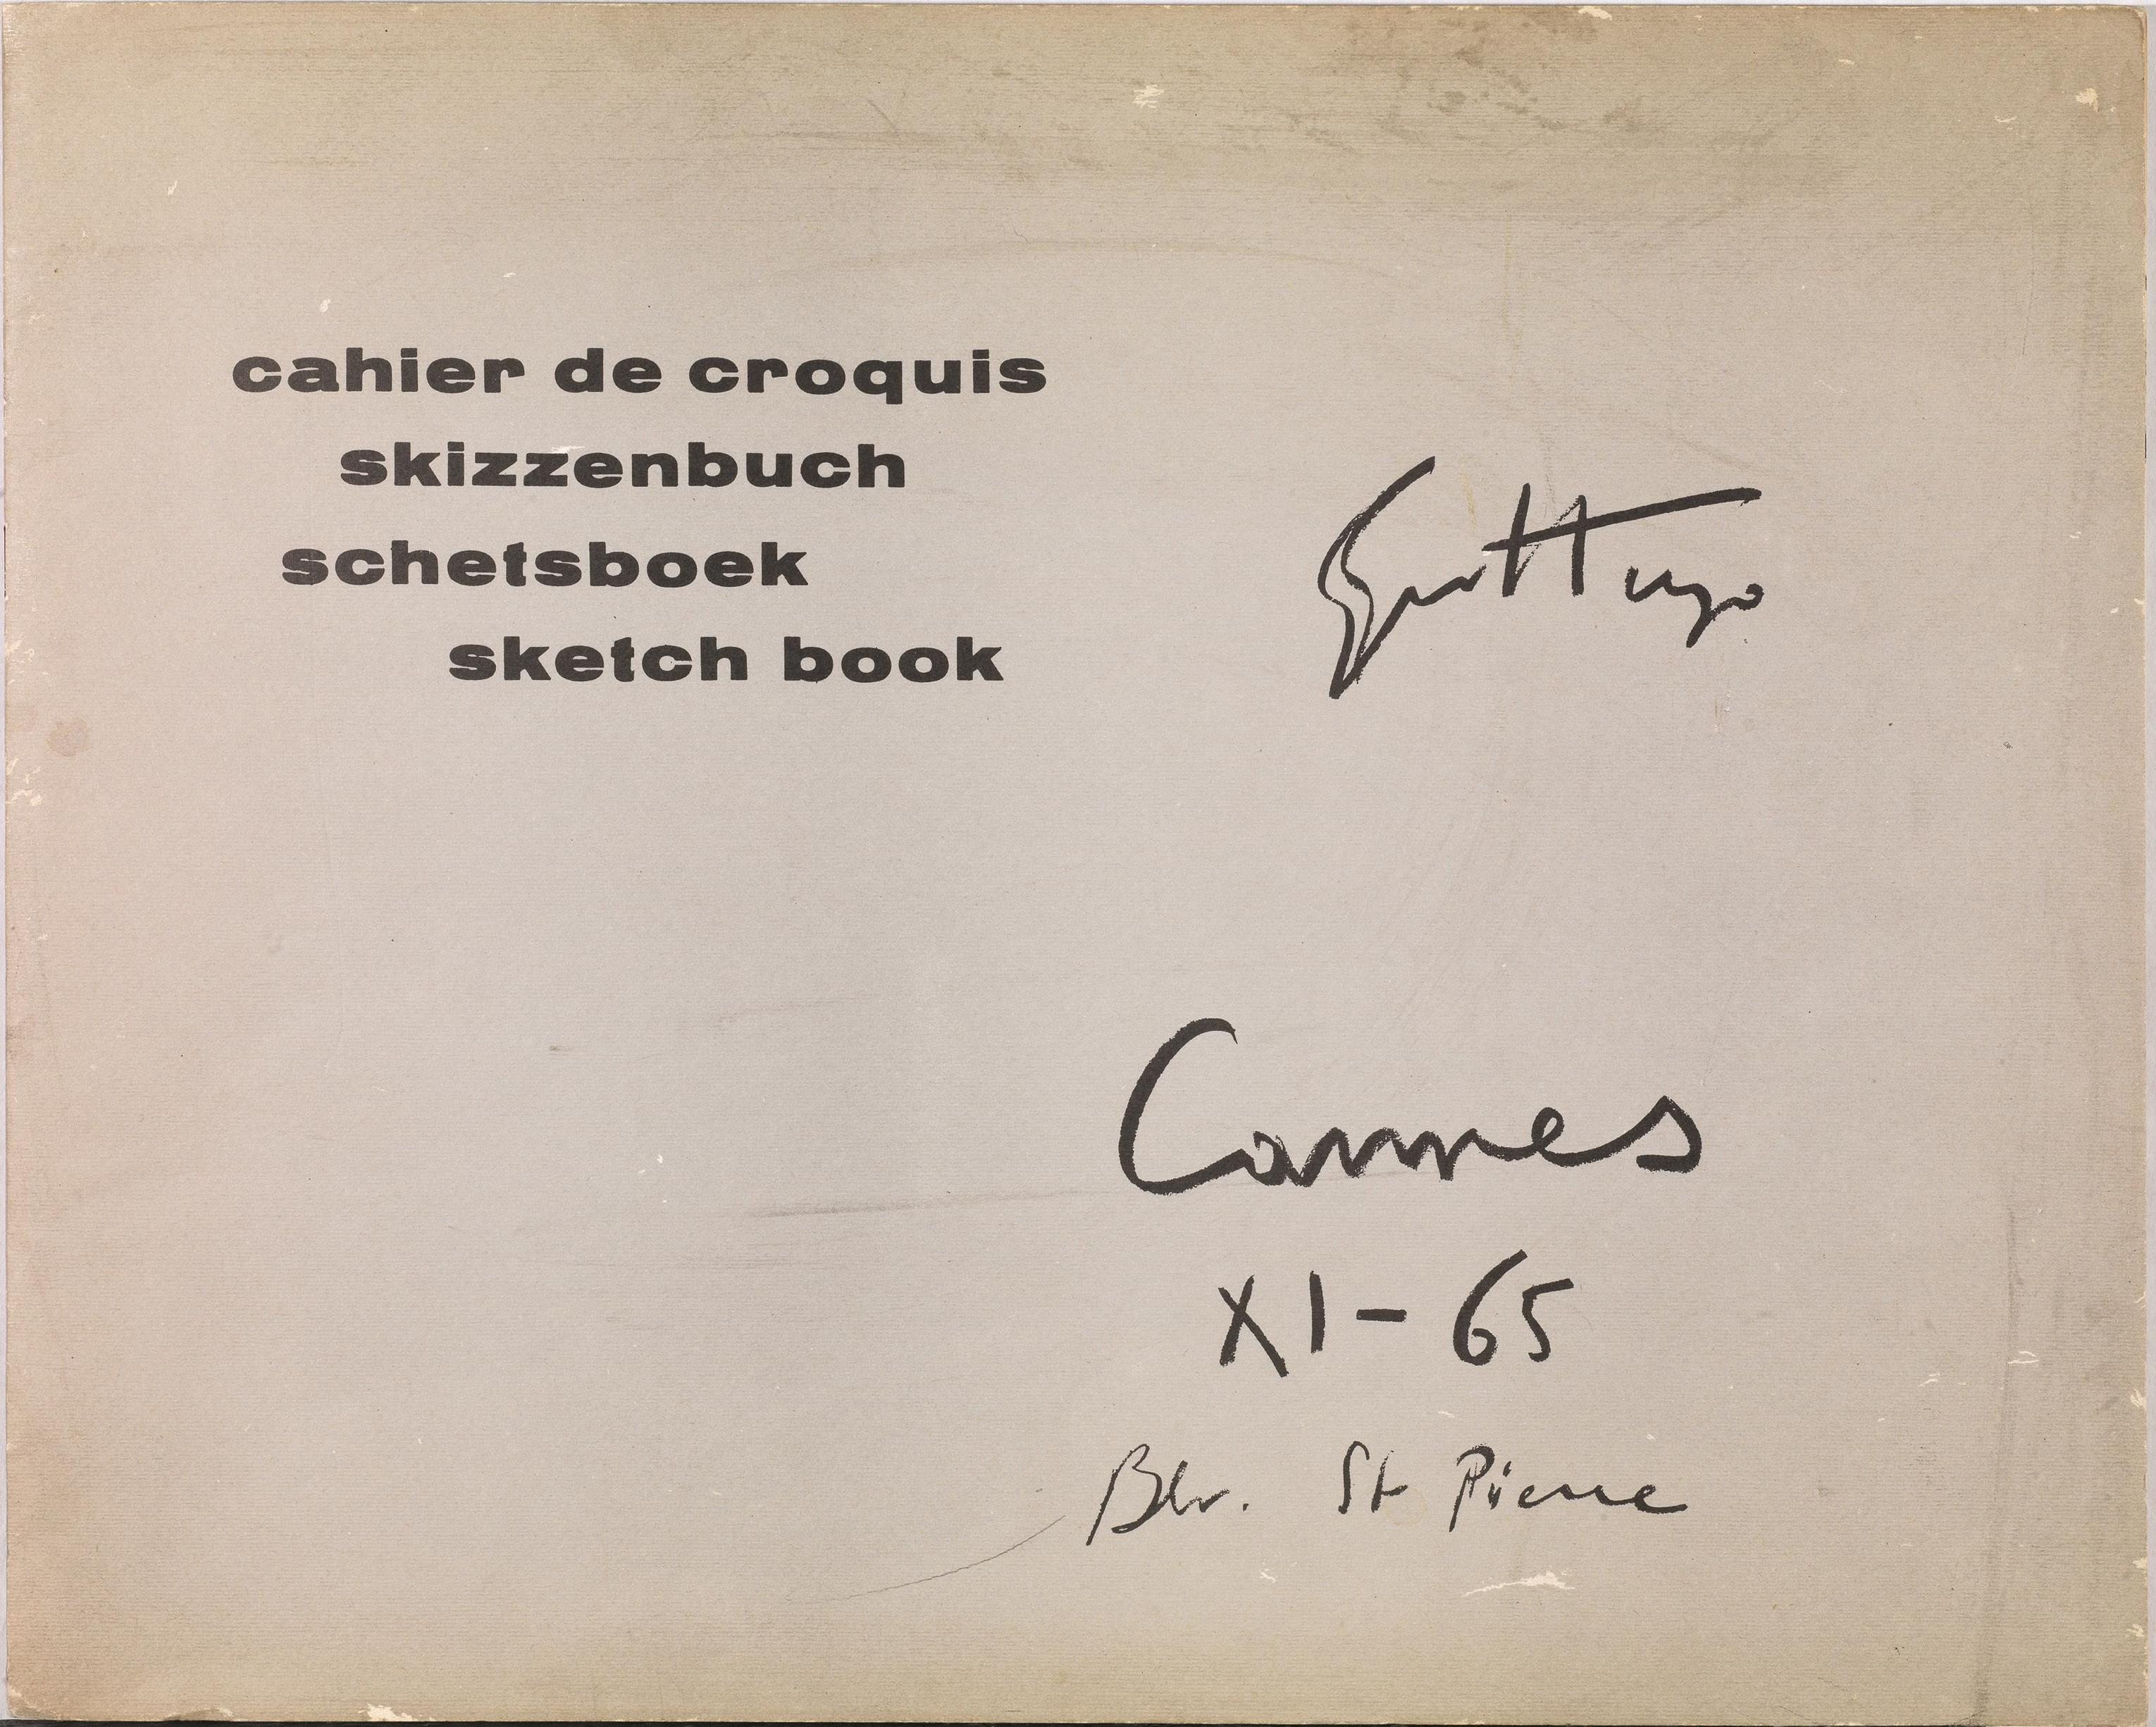 cahier de croquis
skizzenbuch
schetsboek
sketch book
Cannes
XI - 65
Blv. St Pierre